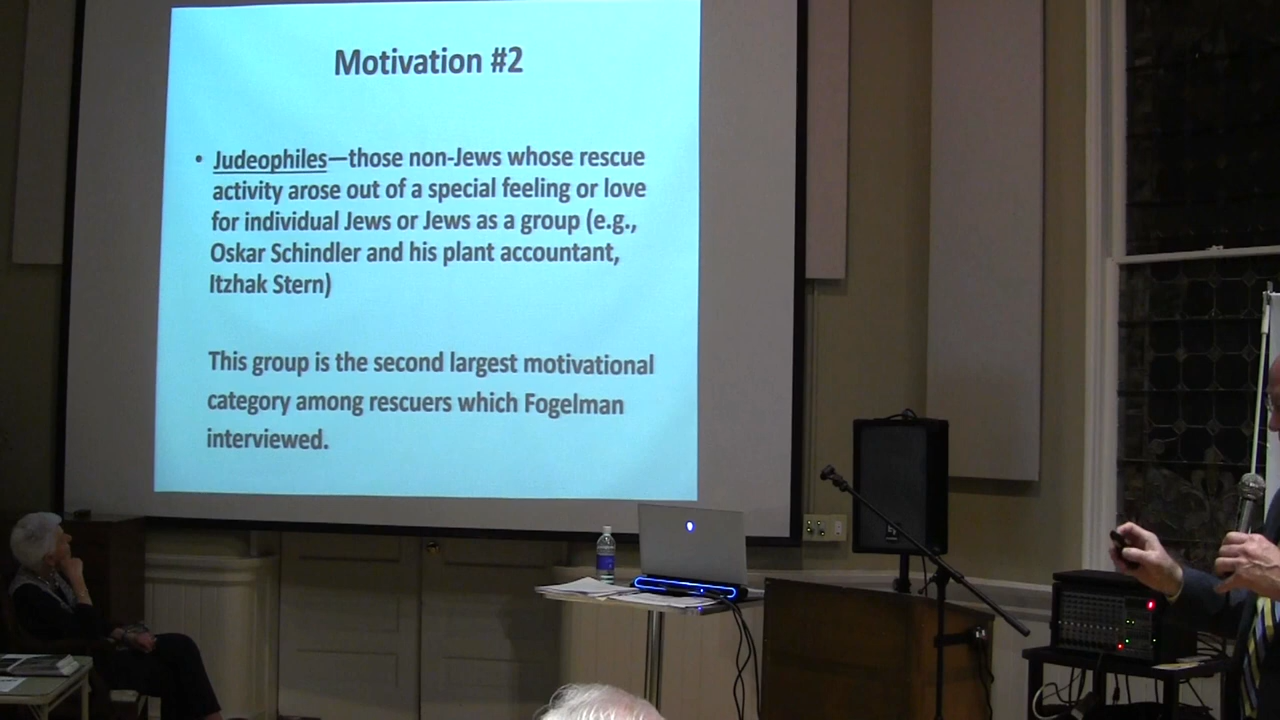 Motivation #2
• Judeophiles—those non-Jews whose rescue
activity arose out of a special feeling or love
for individual Jews or Jews as a group (e.g.,
Oskar Schindler and his plant accountant,
Itzhak Stern)
This group is the second largest motivational
category among rescuers which Fogelman
interviewed.